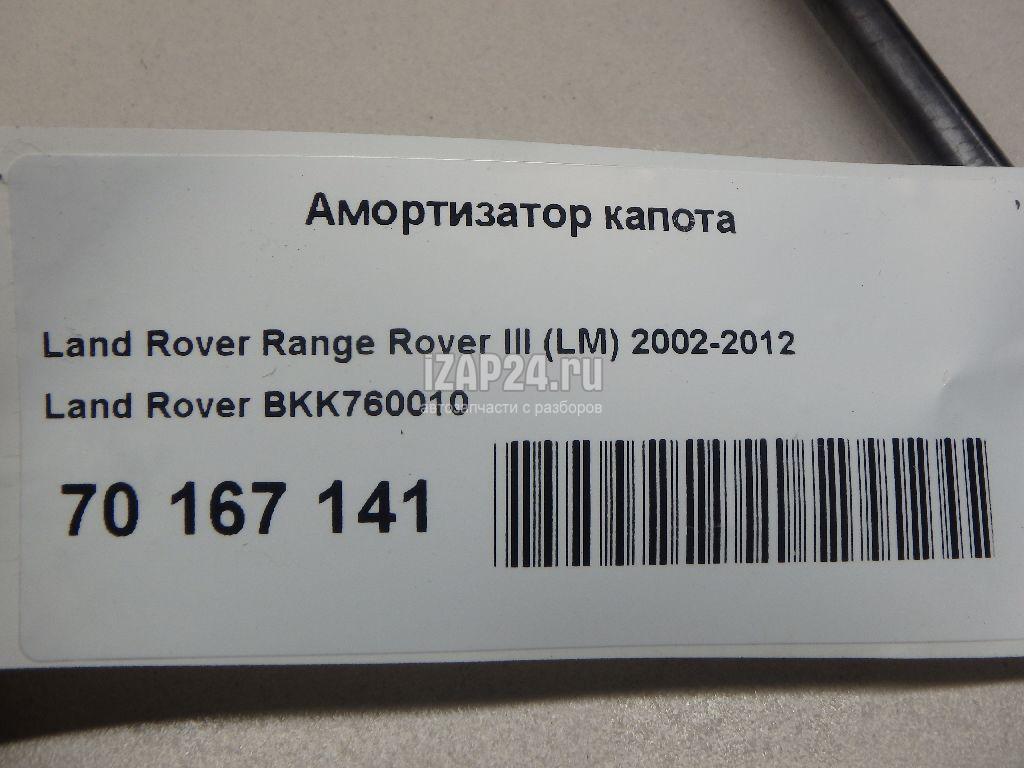 Амортизатор капота
Land Rover Range Rover III (LM) 2002-2012
iZAP24.ru
Land Rover BKK760010
автозапчасти с разборов
70 167 141